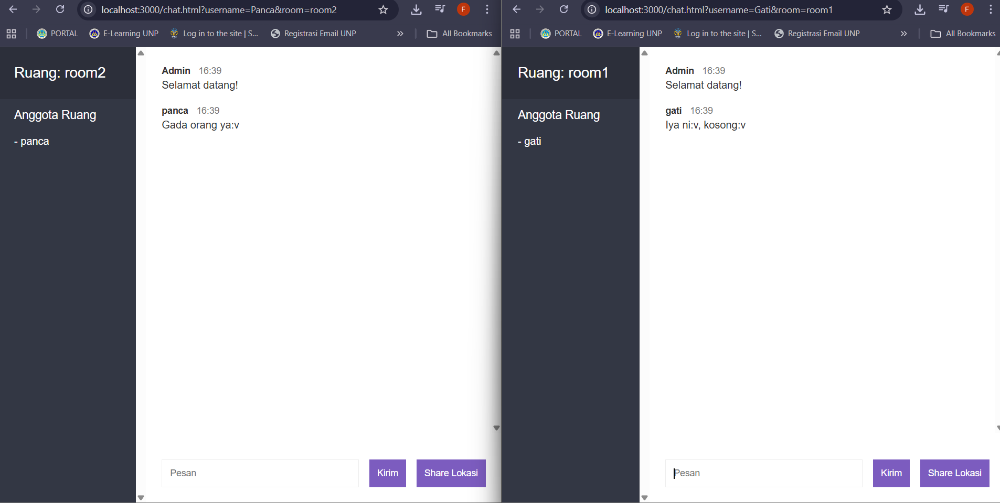 localhost:3000/chat.html?username=Panca&room=room2
F
PORTAL
E-Learning UNP
Log in to the site | S...
Registrasi Email UNP
»
All Bookmarks
Ruang: room2
Anggota Ruang
- panca
Admin 16:39
Selamat datang!
panca 16:39
Gada orang ya:v
Pesan
Kirim
Share Lokasi
localhost:3000/chat.html?username=Gati&room=room1
F
PORTAL
E-Learning UNP
Log in to the site | S...
Registrasi Email UNP
»
All Bookmarks
Ruang: room1
Anggota Ruang
- gati
Admin 16:39
Selamat datang!
gati 16:39
Iya ni:v, kosong:v
Pesan
Kirim
Share Lokasi